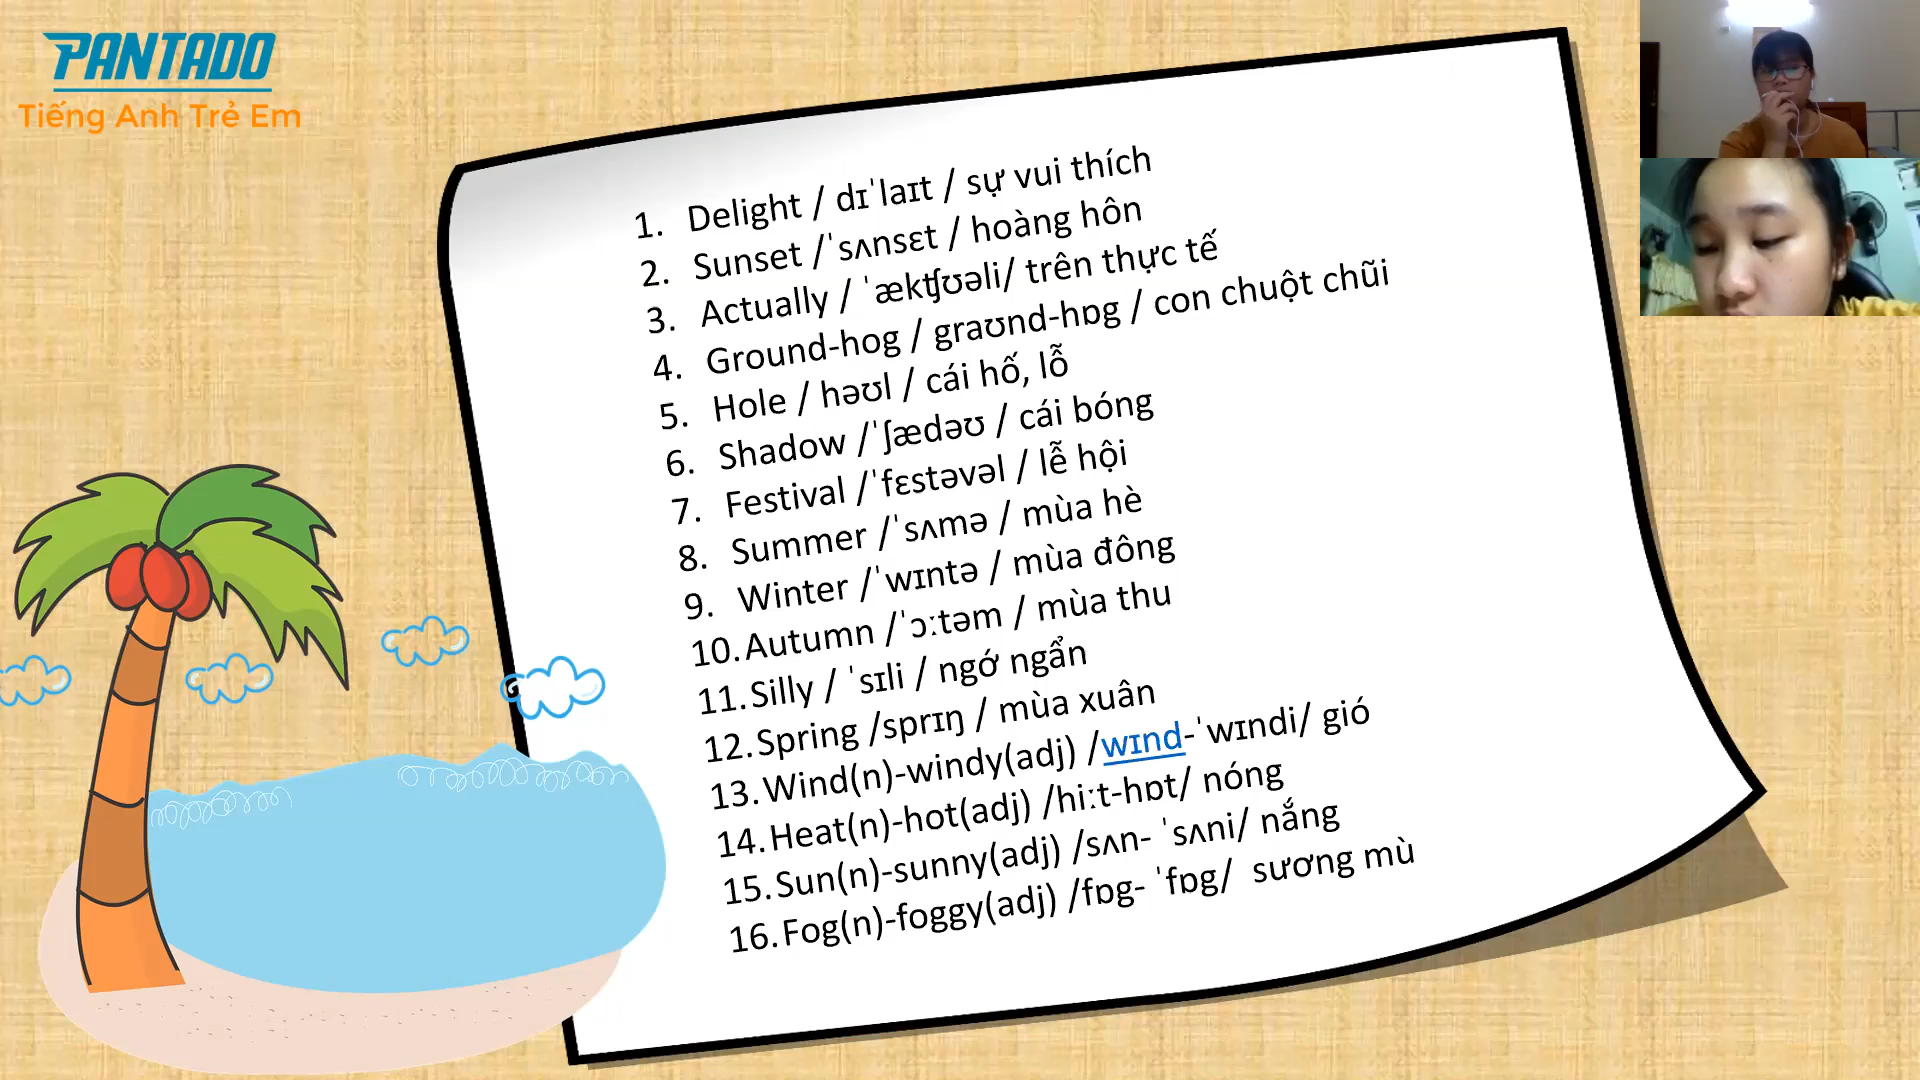 PANTADO
Tiếng Anh Trẻ Em
1. Delight / dɪˈlaɪt / sự vui thích
2. Sunset /ˈsʌnsɛt / hoàng hôn
3. Actually / ˈækʧʊəli/ trên thực tế
4. Ground-hog / graʊnd-hɒg / con chuột chũi
5. Hole / həʊl / cái hố, lỗ
6. Shadow /ˈʃædəʊ / cái bóng
7. Festival /ˈfɛstəvəl / lễ hội
8. Summer /ˈsʌmə / mùa hè
9. Winter /ˈwɪntə / mùa đông
10. Autumn /ˈɔːtəm / mùa thu
11. Silly / ˈsɪli / ngớ ngẩn
12. Spring /sprɪŋ / mùa xuân
13. Wind(n)-windy(adj) /wɪnd-ˈwɪndi/ gió
14. Heat(n)-hot(adj) /hiːt-hɒt/ nóng
15. Sun(n)-sunny(adj) /sʌn- ˈsʌni/ nắng
16. Fog(n)-foggy(adj) /fɒg- ˈfɒg/ sương mù